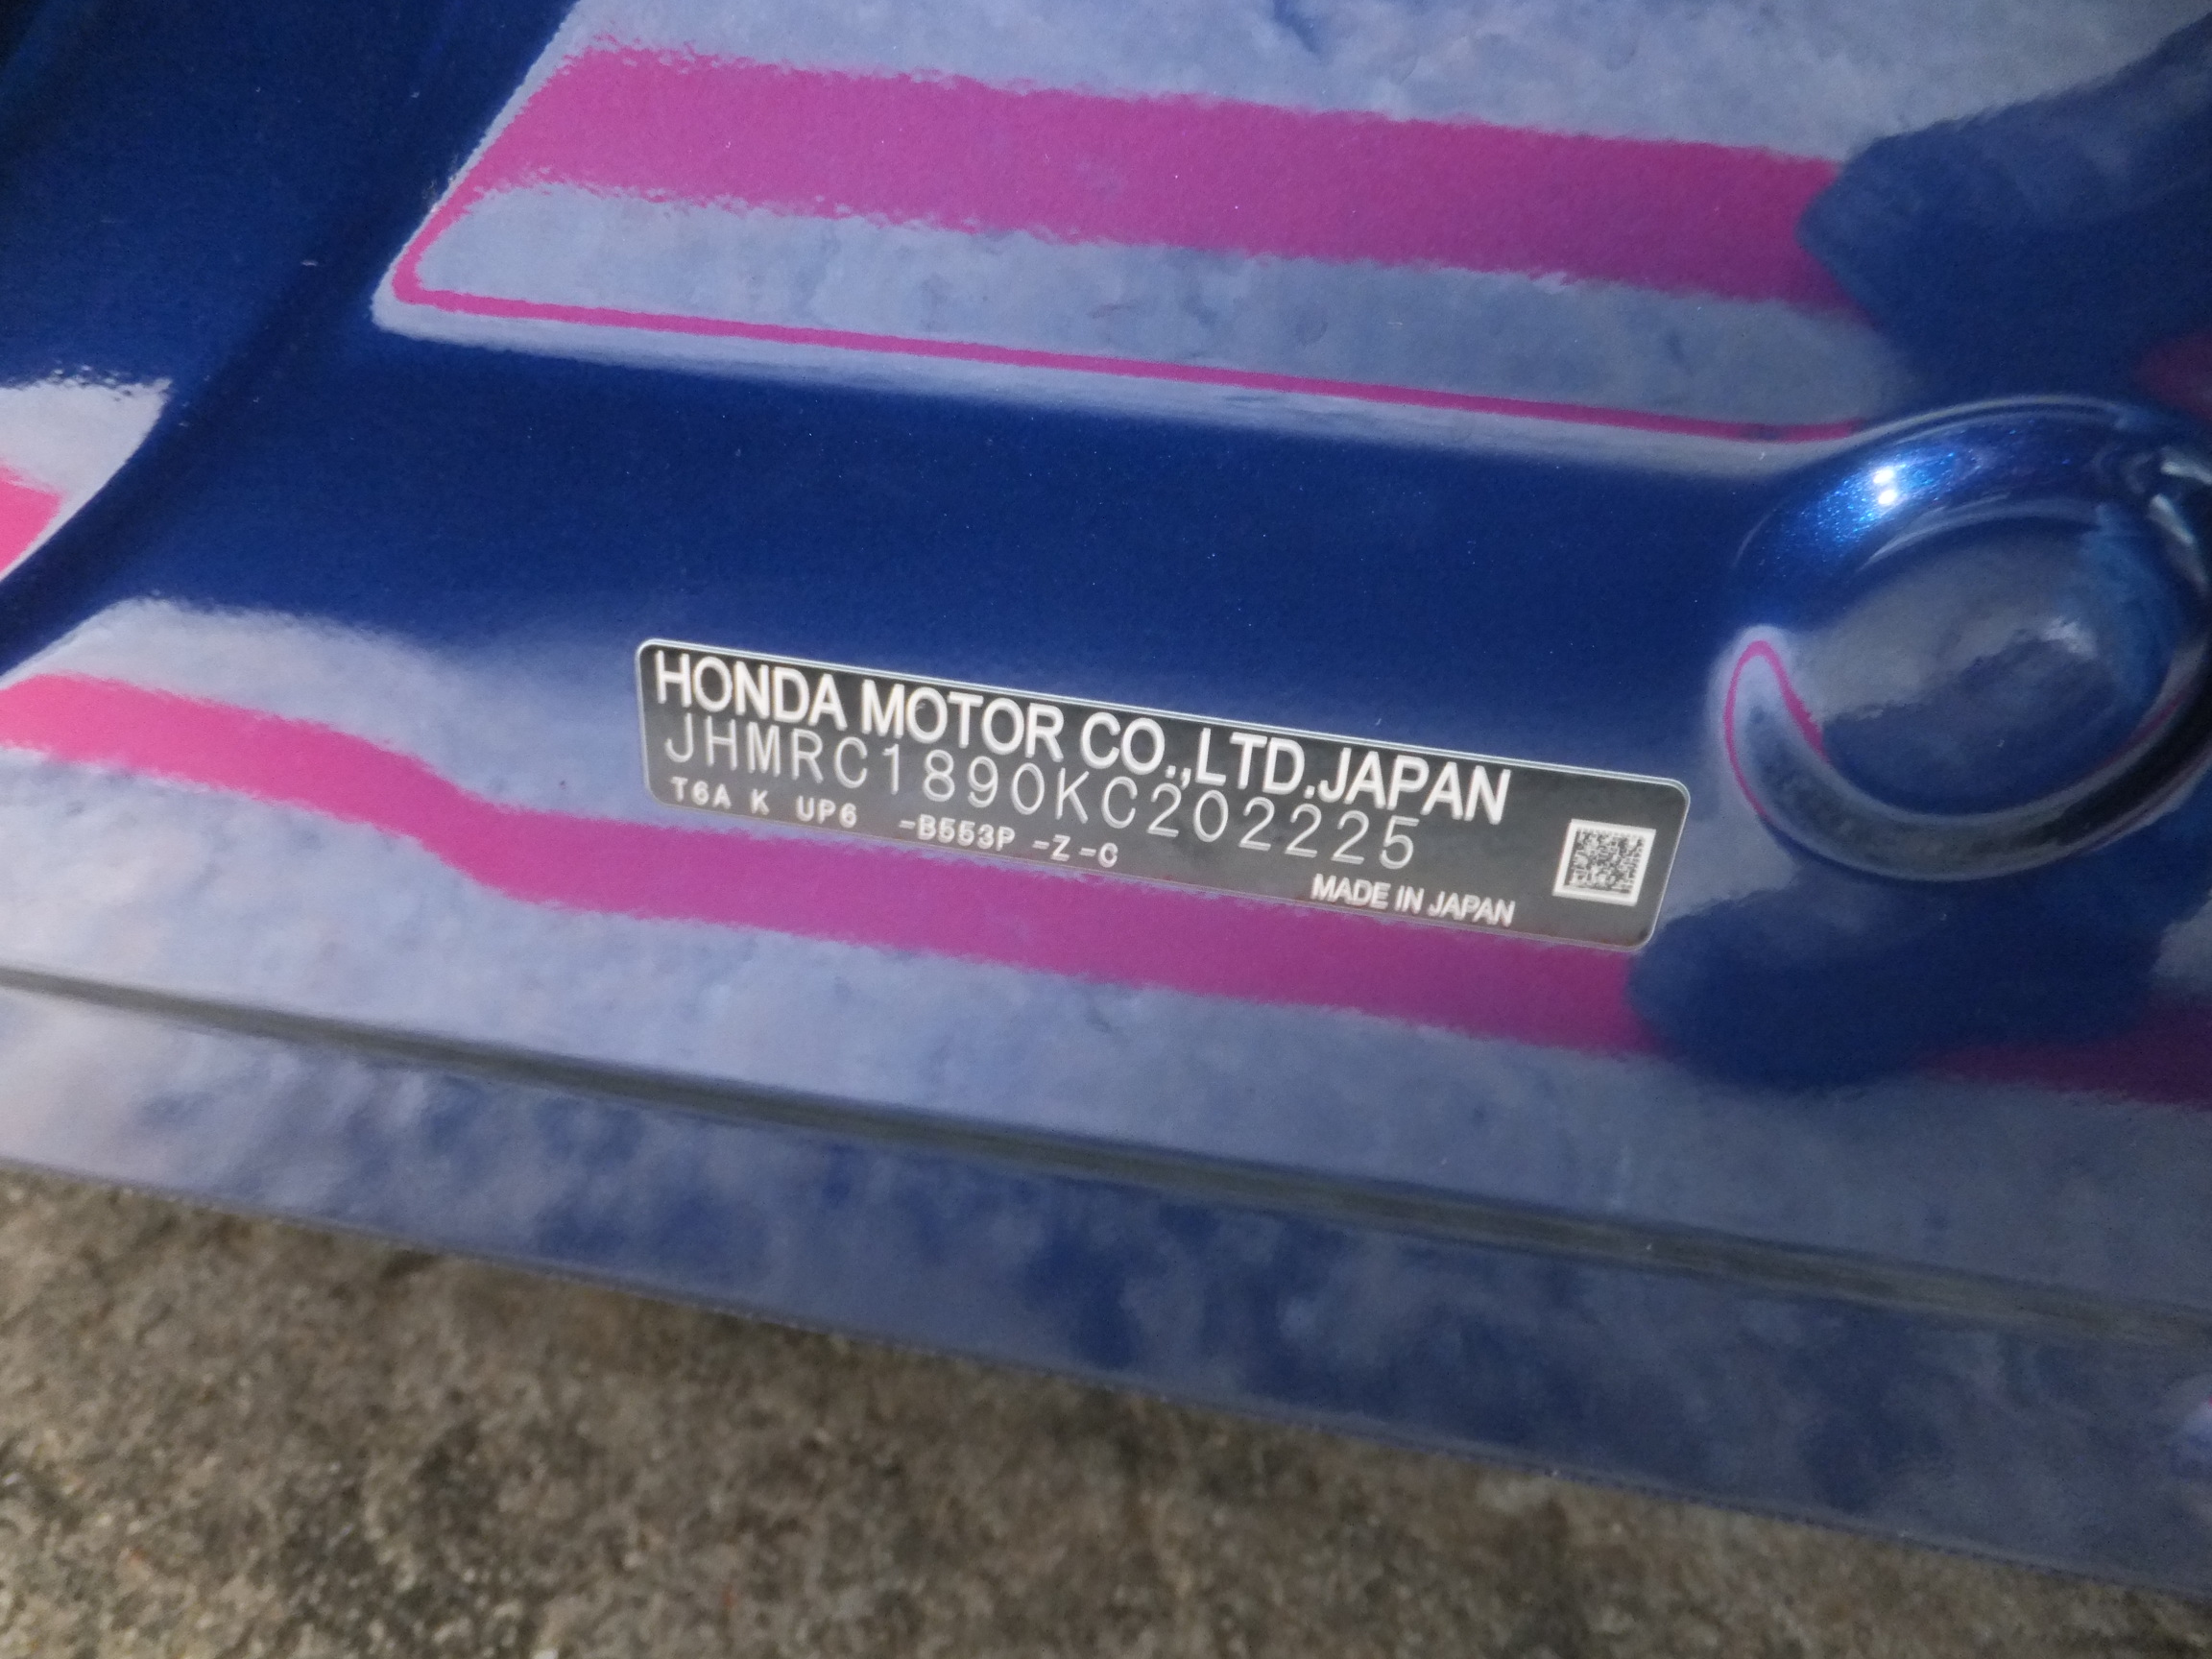 HONDA MOTOR CO.,LTD.JAPAN
JHMRC1890KC202225
T6A K UP6 -B553P -Z-C
MADE IN JAPAN